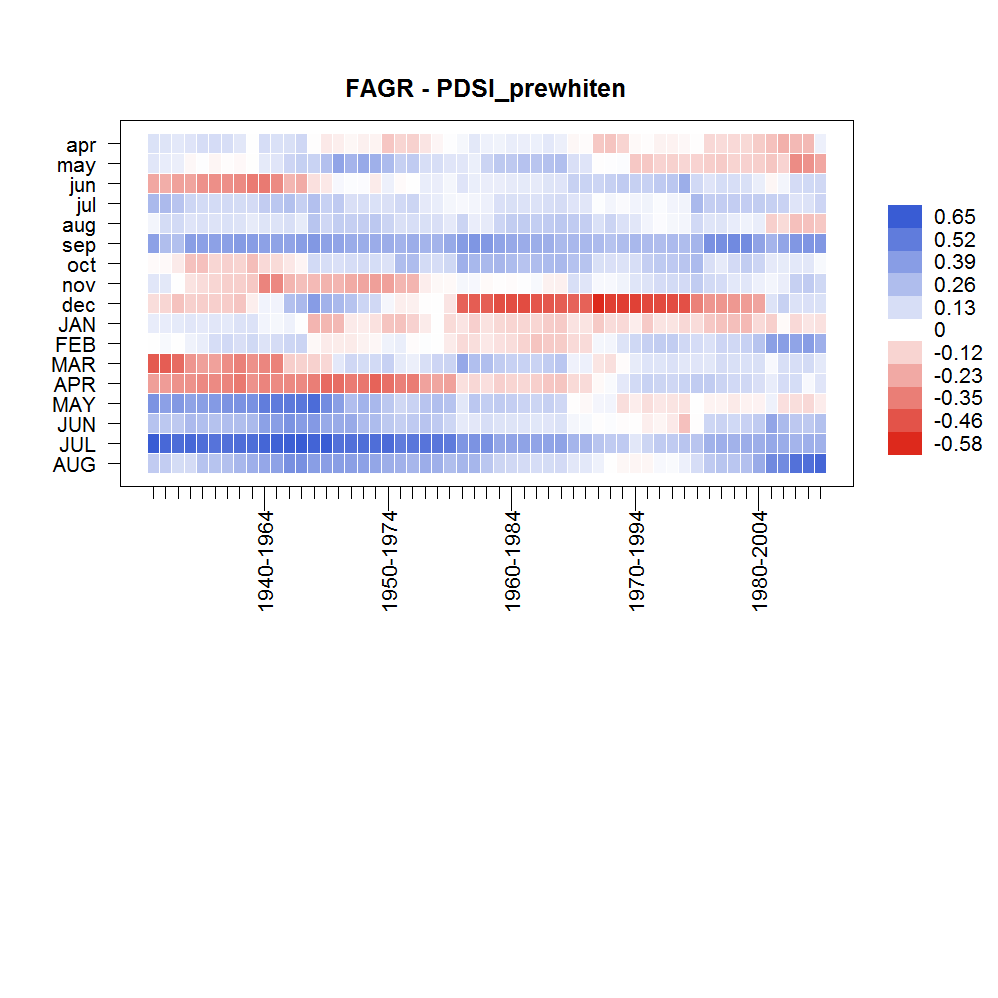 FAGR - PDSI_prewhiten
apr
may
jun
jul
aug
sep
oct
nov
dec
JAN
FEB
MAR
APR
MAY
JUN
JUL
AUG
1940-1964
1950-1974
1960-1984
1970-1994
1980-2004
0.65
0.52
0.39
0.26
0.13
0
-0.12
-0.23
-0.35
-0.46
-0.58